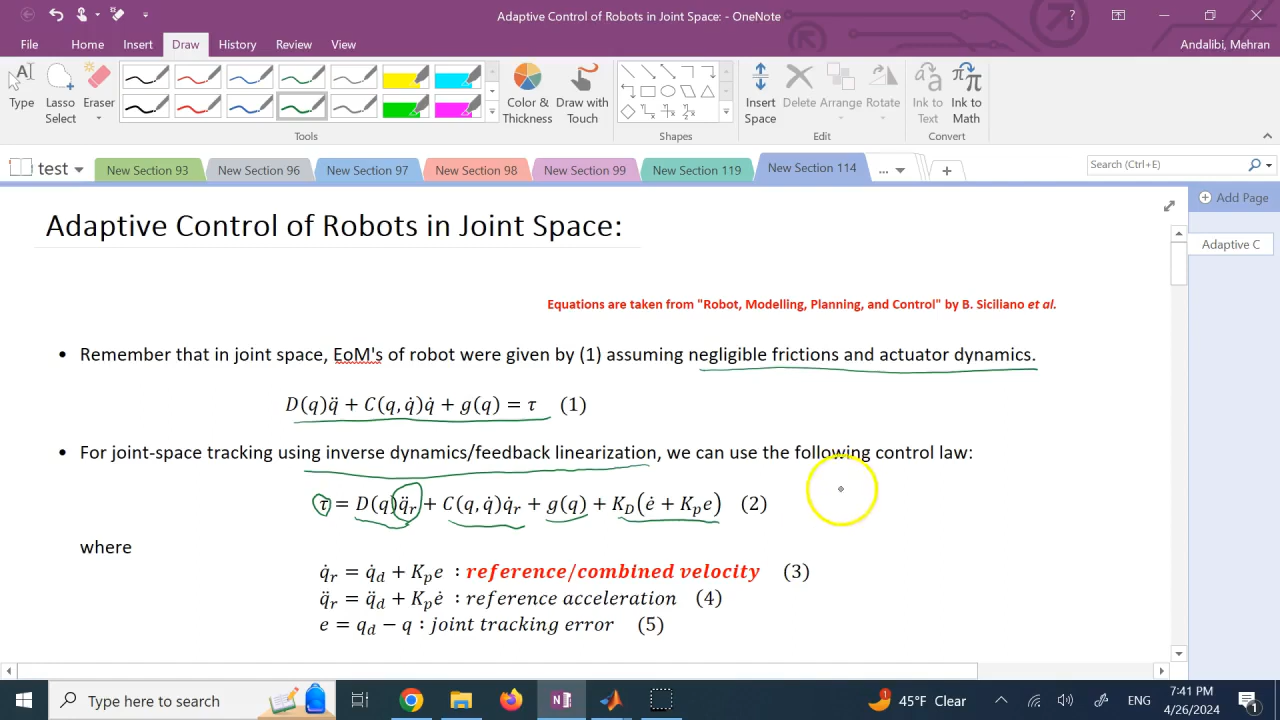 Adaptive Control of Robots in Joint Space: - OneNote
?
File Home Insert Draw History Review View
Andalibi, Mehran
Type
Lasso Select
Eraser
Color & Thickness
Draw with Touch
Insert Space
Delete
Arrange
Rotate
Ink to Text
Ink to Math
Tools
Shapes
Edit
Convert
test
New Section 93
New Section 96
New Section 97
New Section 98
New Section 99
New Section 119
New Section 114
...
Search (Ctrl+E)
Add Page
Adaptive C
Adaptive Control of Robots in Joint Space:
Equations are taken from "Robot, Modelling, Planning, and Control" by B. Siciliano et al.
• Remember that in joint space, EoM's of robot were given by (1) assuming negligible frictions and actuator dynamics.
D(q)q̈ + C(q, q̇)q̇ + g(q) = τ (1)
• For joint-space tracking using inverse dynamics/feedback linearization, we can use the following control law:
τ = D(q)q̈ᵣ + C(q, q̇)q̇ᵣ + g(q) + K_D(ė + K_p e) (2)
where
q̇ᵣ = q̇_d + K_p e : reference/combined velocity (3)
q̈ᵣ = q̈_d + K_p ė : reference acceleration (4)
e = q_d − q : joint tracking error (5)
Type here to search
45°F Clear
ENG
7:41 PM
4/26/2024